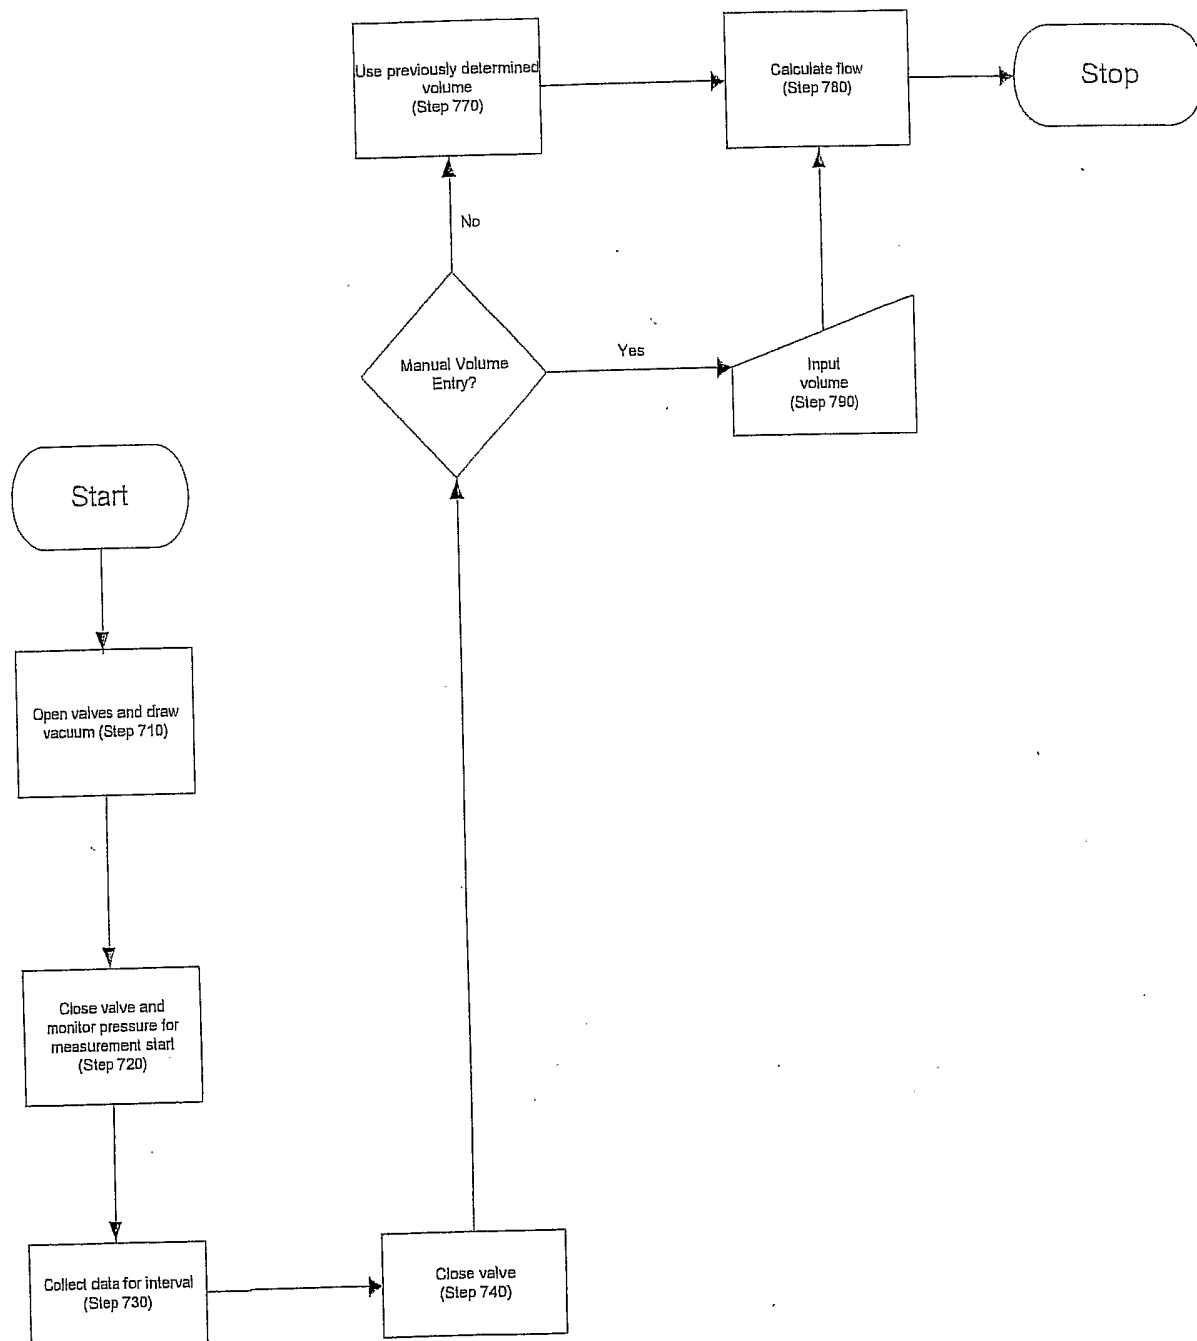 Use previously determined
volume
(Step 770)
Calculate flow
(Step 780)
Stop
No
Manual Volume
Entry?
Yes
Input
volume
(Step 790)
Start
Open valves and draw
vacuum (Step 710)
Close valve and
monitor pressure for
measurement start
(Step 720)
Collect data for interval
(Step 730)
Close valve
(Step 740)